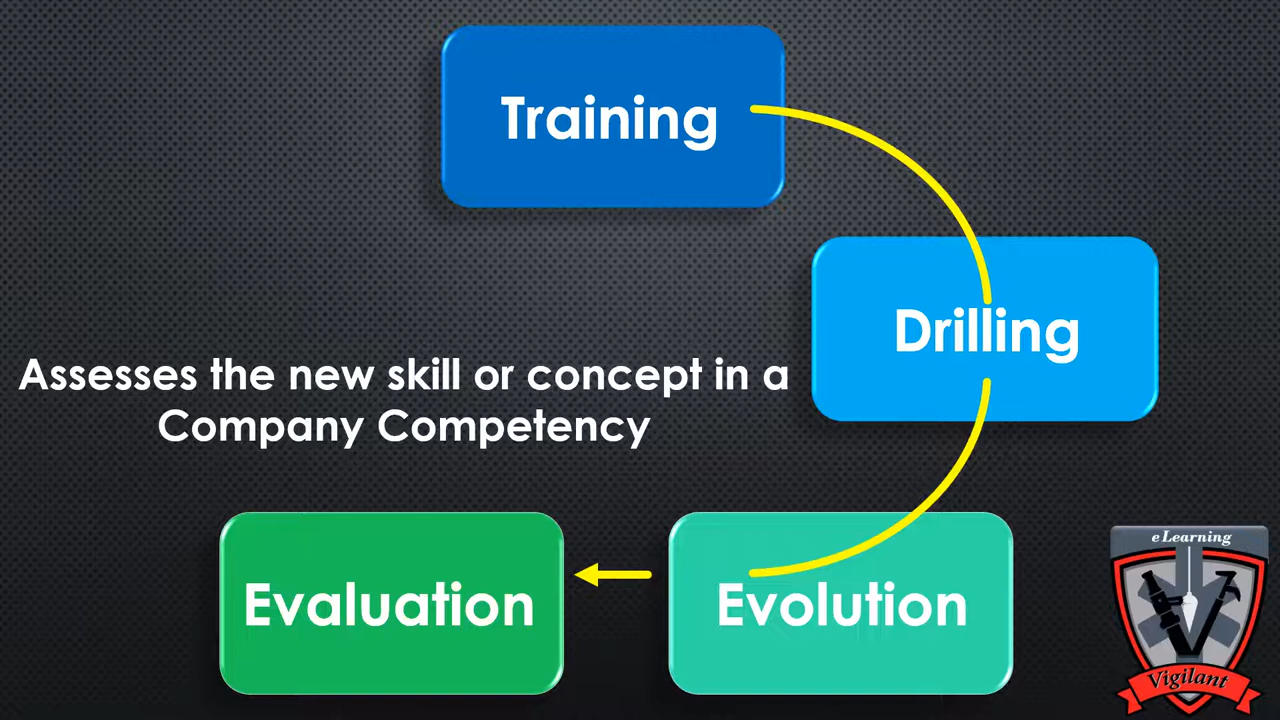 Training
Drilling
Assesses the new skill or concept in a
Company Competency
Evaluation
Evolution
eLearning
Vigilant